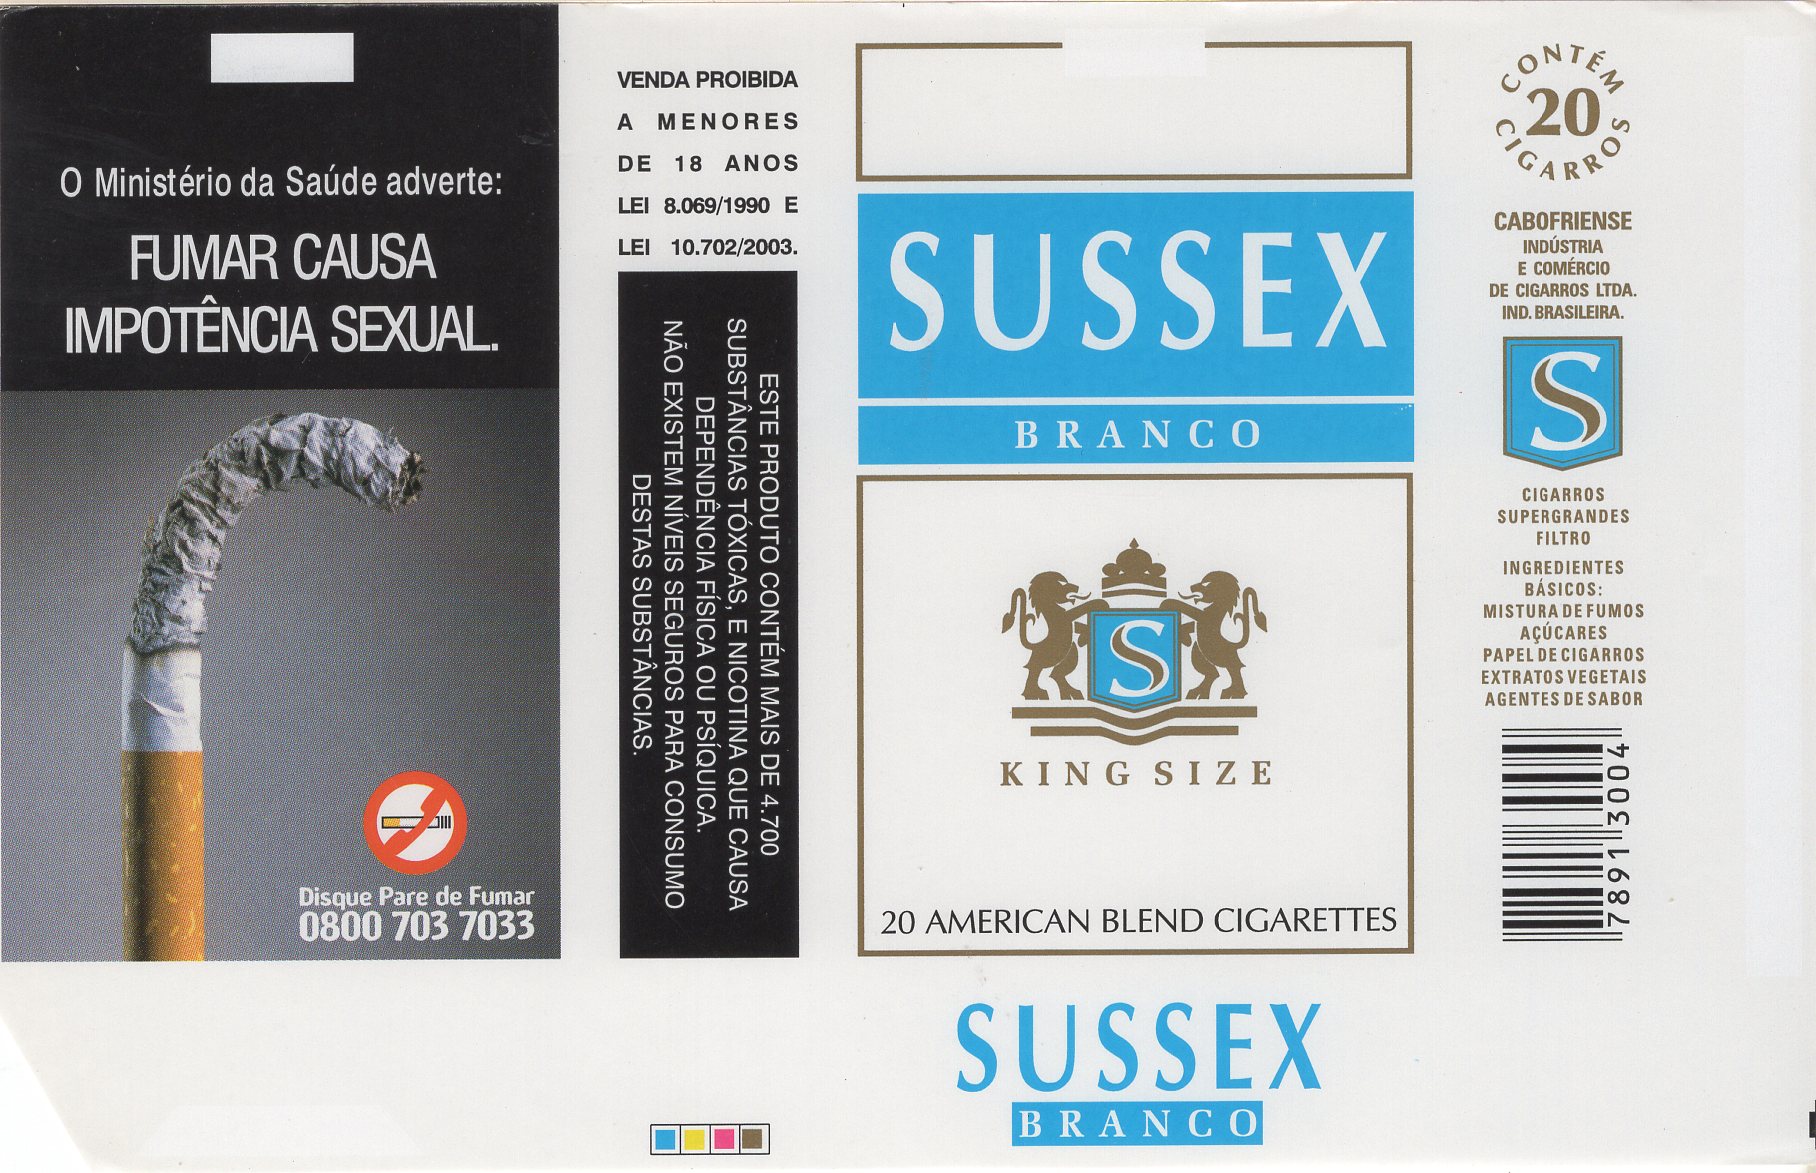 O Ministério da Saúde adverte:
FUMAR CAUSA
IMPOTÊNCIA SEXUAL.
Disque Pare de Fumar
0800 703 7033
VENDA PROIBIDA
A MENORES
DE 18 ANOS
LEI 8.069/1990 E
LEI 10.702/2003.
ESTE PRODUTO CONTÉM MAIS DE 4.700
SUBSTÂNCIAS TÓXICAS, E NICOTINA QUE CAUSA
DEPENDÊNCIA FÍSICA OU PSÍQUICA.
NÃO EXISTEM NÍVEIS SEGUROS PARA CONSUMO
DESTAS SUBSTÂNCIAS.
SUSSEX
BRANCO
S
KING SIZE
20 AMERICAN BLEND CIGARETTES
SUSSEX
BRANCO
CONTÉM
20
CIGARROS
CABOFRIENSE
INDÚSTRIA
E COMÉRCIO
DE CIGARROS LTDA.
IND. BRASILEIRA.
S
CIGARROS
SUPERGRANDES
FILTRO
INGREDIENTES
BÁSICOS:
MISTURA DE FUMOS
AÇÚCARES
PAPEL DE CIGARROS
EXTRATOS VEGETAIS
AGENTES DE SABOR
7891 3004